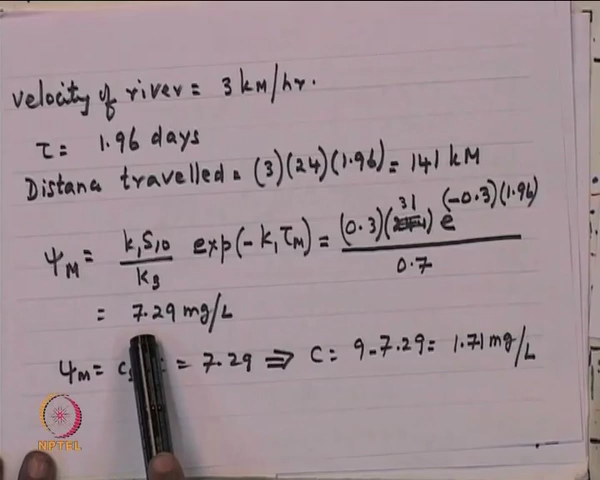 Velocity of river = 3 KM/hr.
τ = 1.96 days
Distana travelled = (3)(24)(1.96) = 141 KM
ψM = k1S10/k3 exp(-k1τM) = (0.3)(31) e(-0.3)(1.96)/0.7
= 7.29 mg/L
ψM = = 7.29 ⇒ C = 9-7.29 = 1.71 mg/L
NPTEL